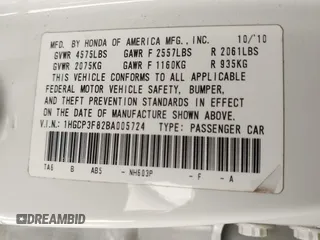 MFD. BY HONDA OF AMERICA MFG., INC. 10/'10
GVWR 4575LBS GAWR F 2557LBS R 2061LBS
GVWR 2075KG GAWR F 1160KG R 935KG
THIS VEHICLE CONFORMS TO ALL APPLICABLE
FEDERAL MOTOR VEHICLE SAFETY, BUMPER,
AND THEFT PREVENTION STANDARDS IN EFFECT
ON THE DATE OF MANUFACTURE SHOWN ABOVE.
V.I.N.: 1HGCP3F82BA005724 TYPE: PASSENGER CAR
TA6 B AB5 - NH603P - F - A
© DREAMBID